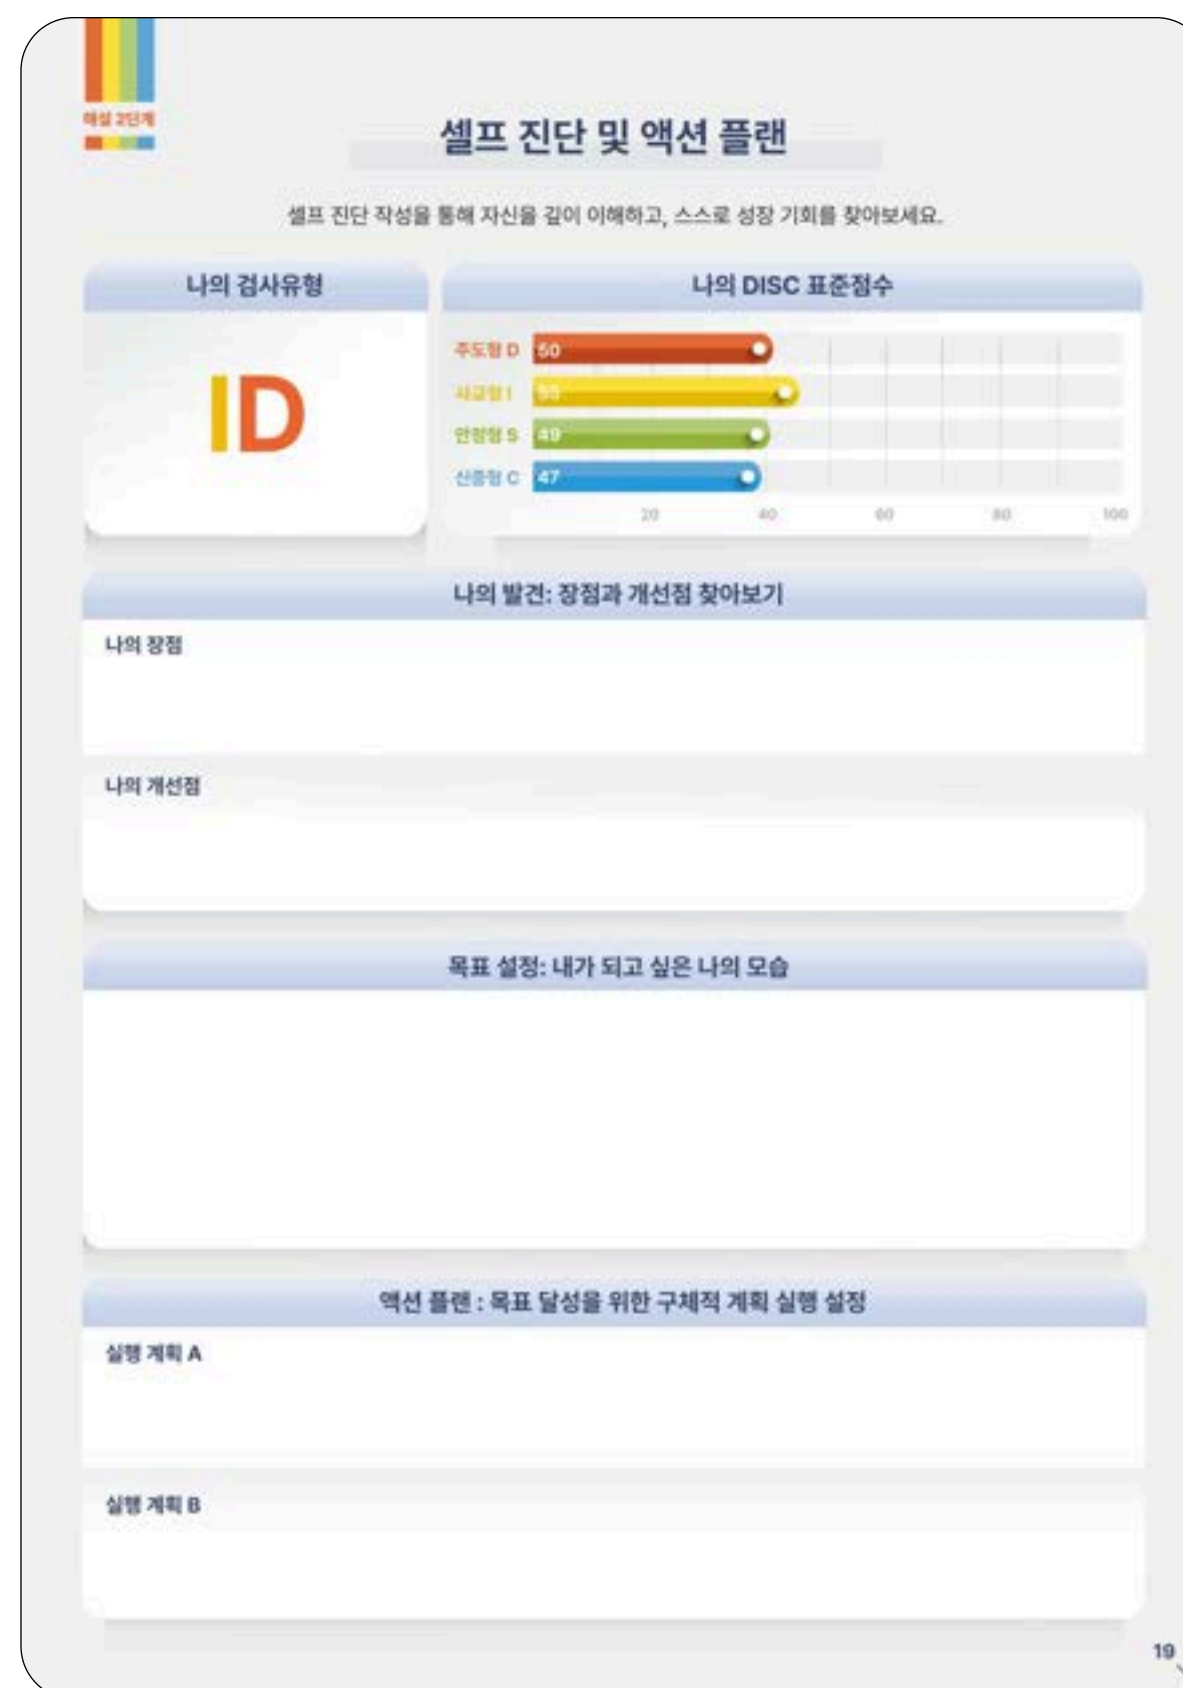 해설 2단계
셀프 진단 및 액션 플랜
셀프 진단 작성을 통해 자신을 깊이 이해하고, 스스로 성장 기회를 찾아보세요.
나의 검사유형
ID
나의 DISC 표준점수
주도형 D 50
사교형 I 55
안정형 S 49
신중형 C 47
20 40 60 80 100
나의 발견: 장점과 개선점 찾아보기
나의 장점
나의 개선점
목표 설정: 내가 되고 싶은 나의 모습
액션 플랜 : 목표 달성을 위한 구체적 계획 실행 설정
실행 계획 A
실행 계획 B
19